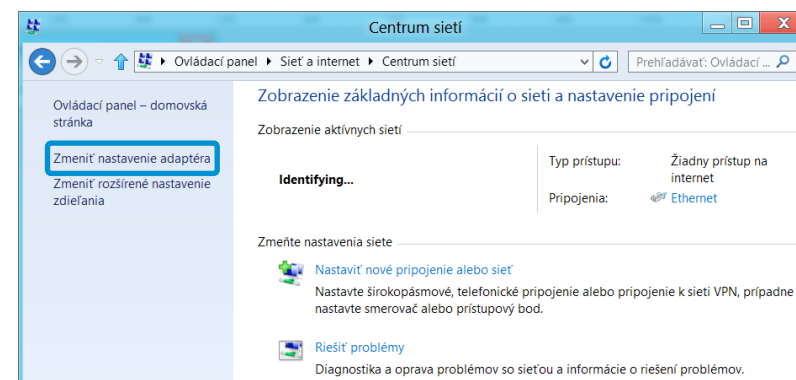 Centrum sietí
X
Ovládací panel Sieť a internet Centrum sietí
Prehľadávať: Ovládací ...
Ovládací panel – domovská
stránka
Zmeniť nastavenie adaptéra
Zmeniť rozšírené nastavenie
zdieľania
Zobrazenie základných informácií o sieti a nastavenie pripojení
Zobrazenie aktívnych sietí
Identifying...
Typ prístupu: Žiadny prístup na
internet
Pripojenia: Ethernet
Zmeňte nastavenia siete
Nastaviť nové pripojenie alebo sieť
Nastavte širokopásmové, telefonické pripojenie alebo pripojenie k sieti VPN, prípadne
nastavte smerovač alebo prístupový bod.
Riešiť problémy
Diagnostika a oprava problémov so sieťou a informácie o riešení problémov.